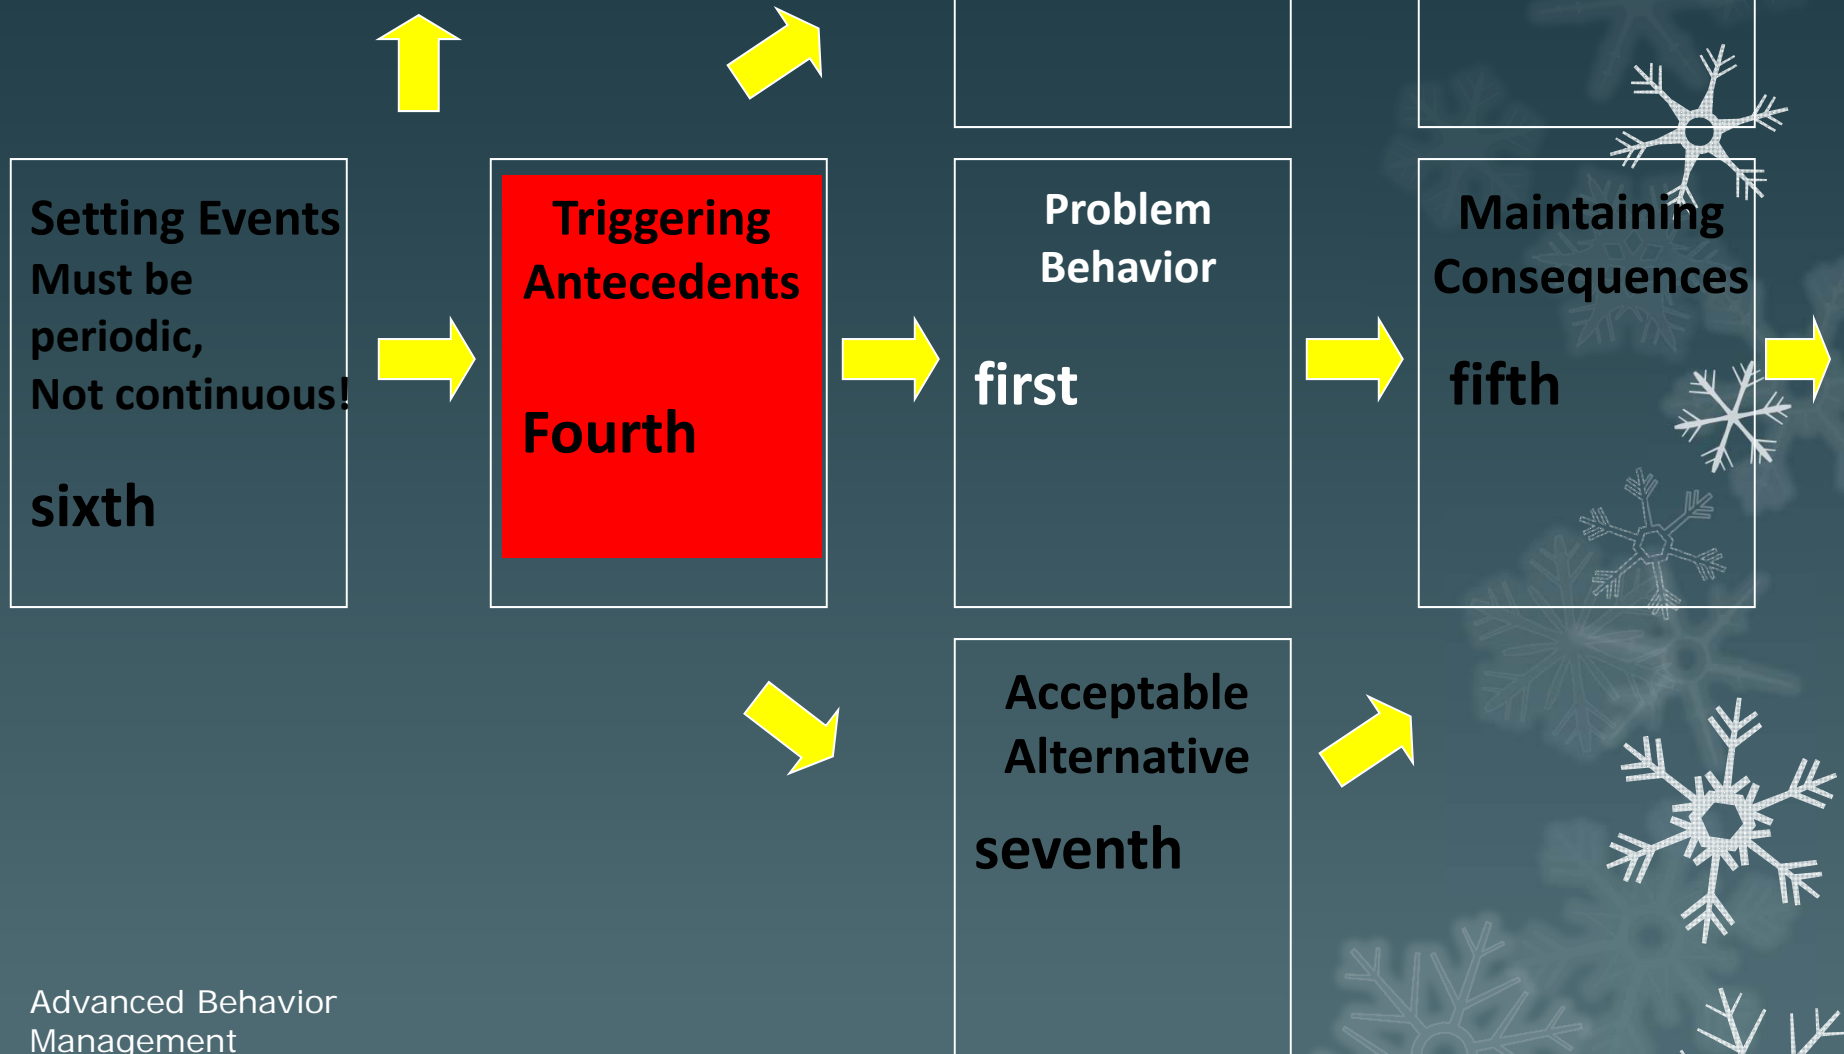 Setting Events
Must be
periodic,
Not continuous!
sixth
Triggering
Antecedents
Fourth
Problem
Behavior
first
Maintaining
Consequences
fifth
Acceptable
Alternative
seventh
Advanced Behavior
Management